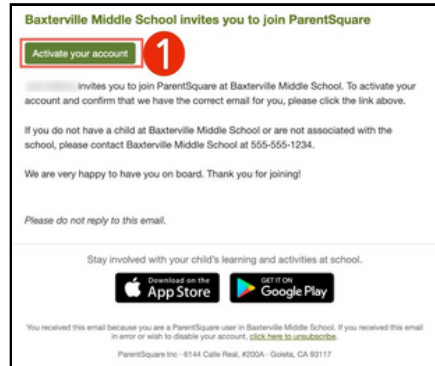 Baxterville Middle School invites you to join ParentSquare
Activate your account
1
invites you to join ParentSquare at Baxterville Middle School. To activate your
account and confirm that we have the correct email for you, please click the link above.
If you do not have a child at Baxterville Middle School or are not associated with the
school, please contact Baxterville Middle School at 555-555-1234.
We are very happy to have you on board. Thank you for joining!
Please do not reply to this email.
Stay involved with your child's learning and activities at school.
Download on the
App Store
GET IT ON
Google Play
You received this email because you are a ParentSquare user in Baxterville Middle School. If you received this email
in error or wish to disable your account, click here to unsubscribe.
ParentSquare Inc · 6144 Calle Real, #200A · Goleta, CA 93117